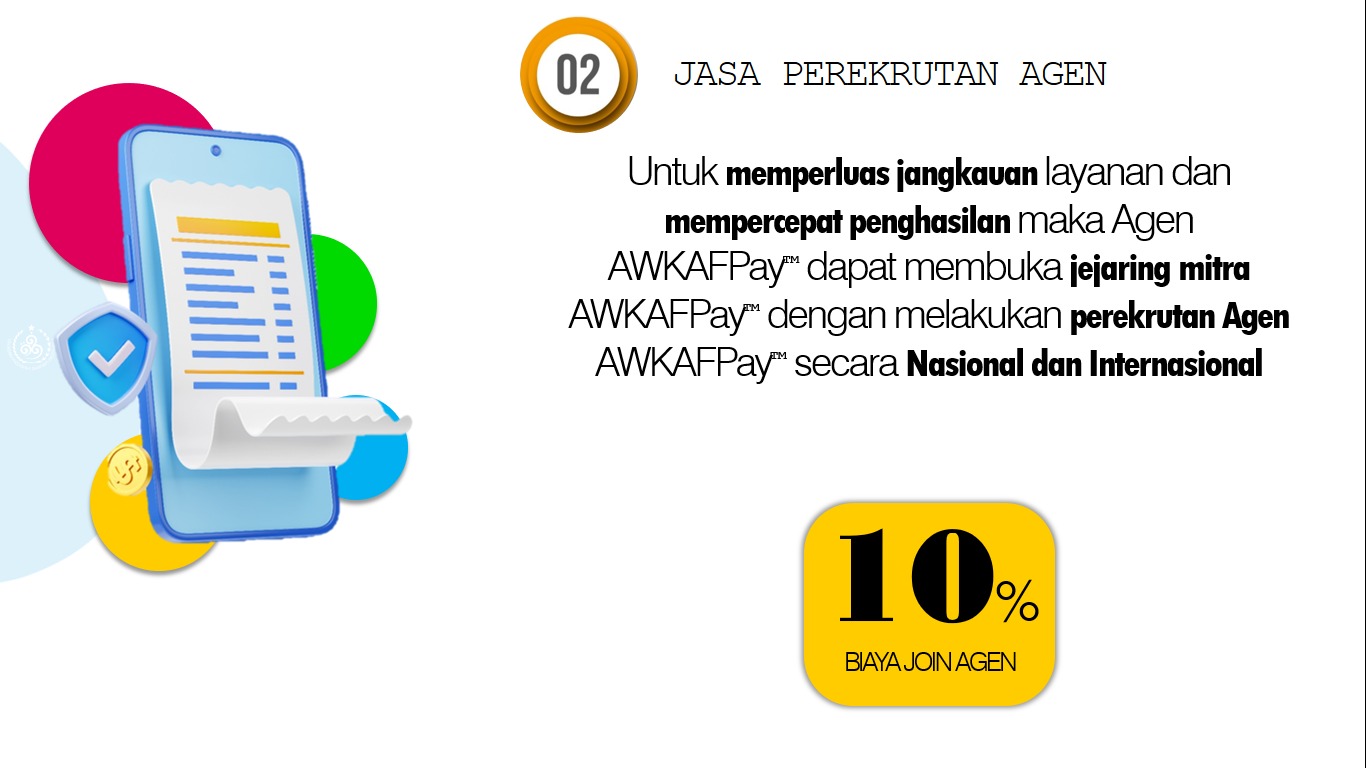 02
JASA PEREKRUTAN AGEN
Untuk memperluas jangkauan layanan dan
mempercepat penghasilan maka Agen
AWKAFPay™ dapat membuka jejaring mitra
AWKAFPay™ dengan melakukan perekrutan Agen
AWKAFPay™ secara Nasional dan Internasional
10%
BIAYA JOIN AGEN